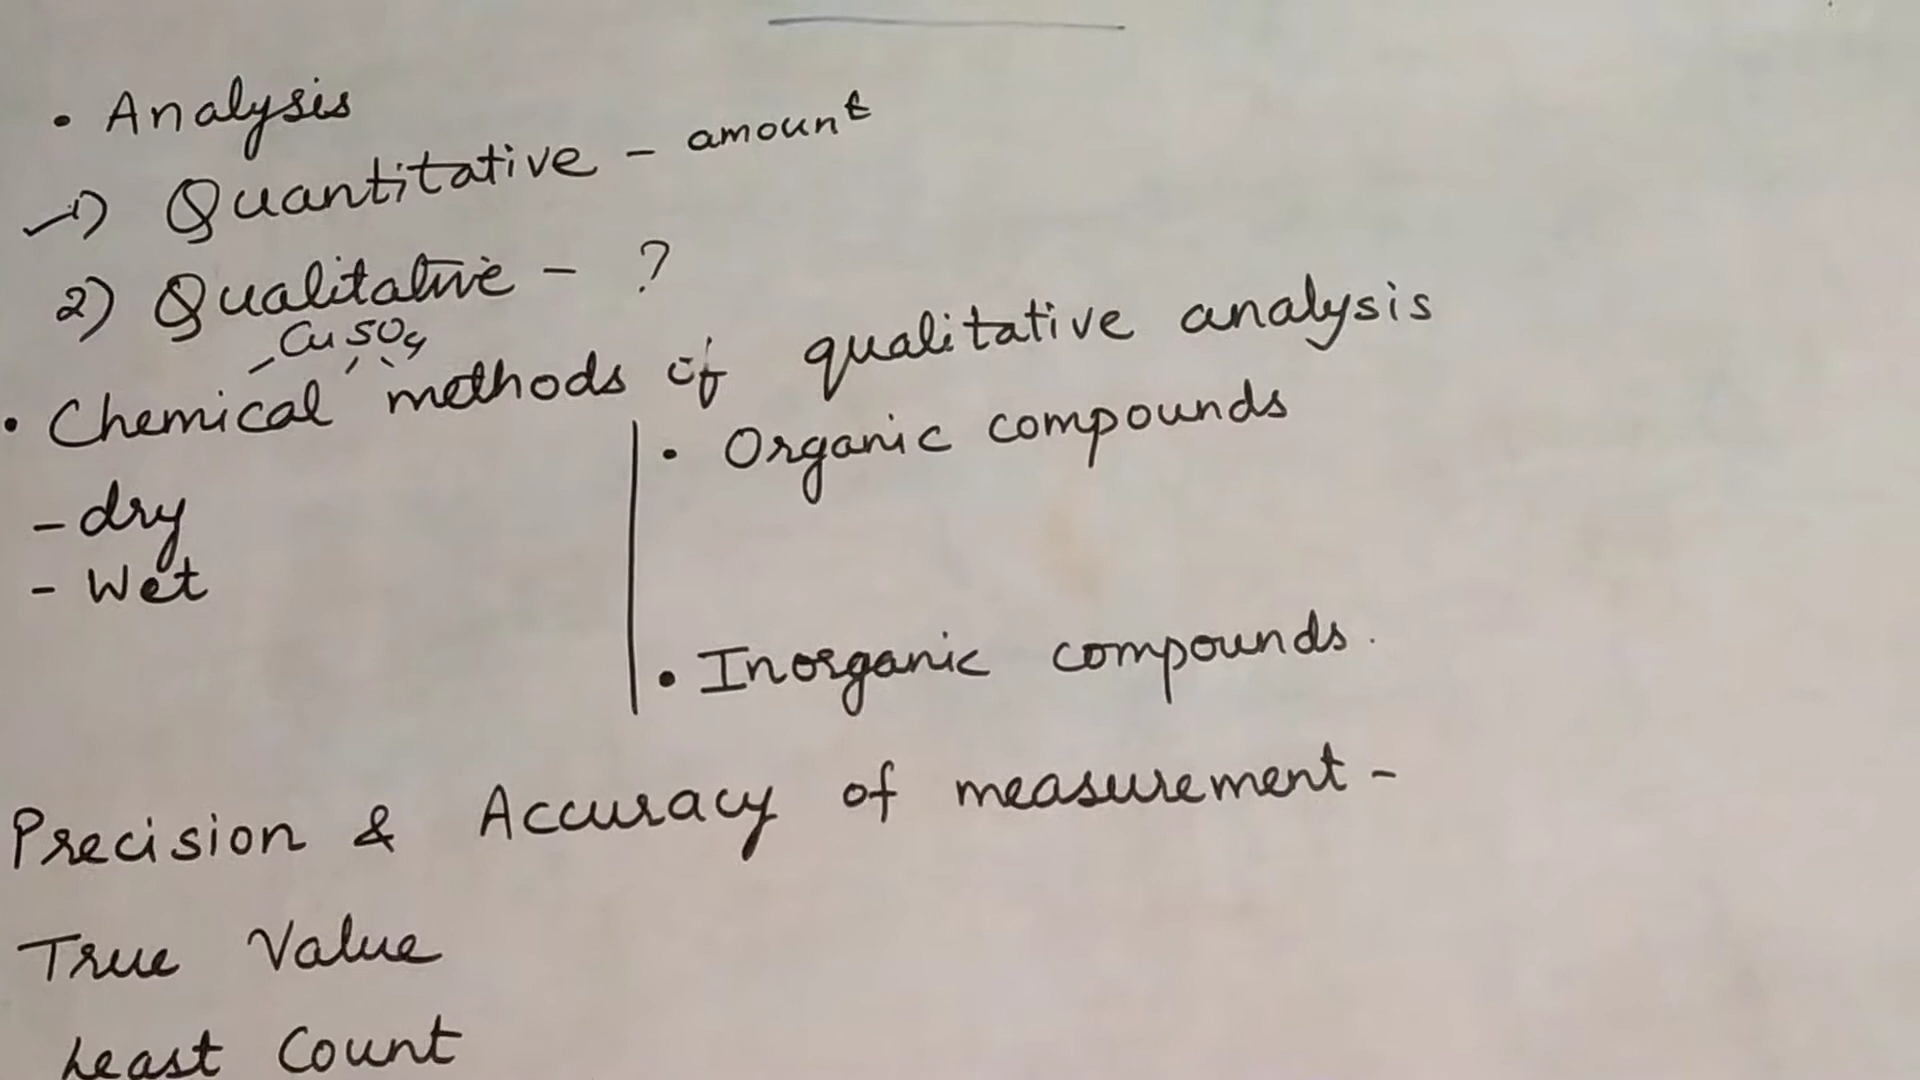 • Analysis
1) Quantitative - amount
2) Qualitative - ?
CuSO4
• Chemical methods of qualitative analysis
- dry
- Wet
• Organic compounds
• Inorganic compounds.
Precision & Accuracy of measurement -
True Value
Least Count